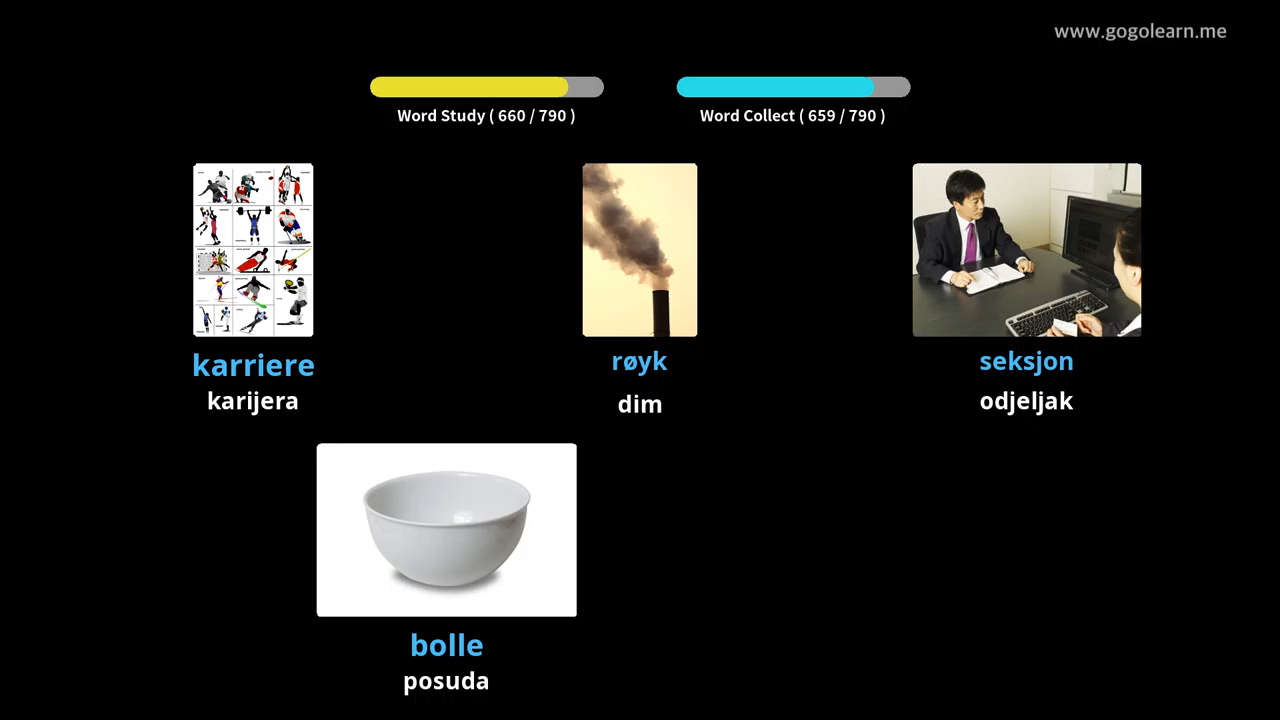 www.gogolearn.me
Word Study ( 660 / 790 )
Word Collect ( 659 / 790 )
karriere
karijera
røyk
dim
seksjon
odjeljak
bolle
posuda